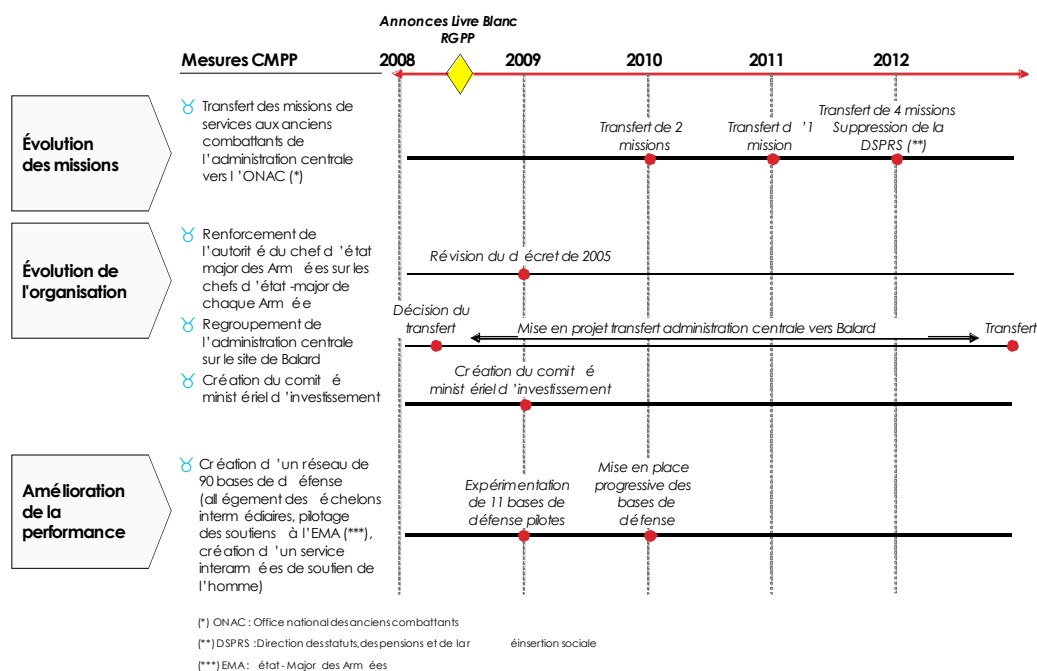 Annonces Livre Blanc
RGPP
Mesures CMPP
2008
2009
2010
2011
2012
Évolution
des missions
Transfert des missions de
services aux anciens
combattants de
l'administration centrale
vers l'ONAC (*)
Transfert de 2
missions
Transfert d'1
mission
Transfert de 4 missions
Suppression de la
DSPRS (**)
Évolution de
l'organisation
Renforcement de
l'autorité du chef d'état
major des Armées sur les
chefs d'état-major de
chaque Armée
Révision du décret de 2005
Regroupement de
l'administration centrale
sur le site de Balard
Décision du
transfert
Mise en projet transfert administration centrale vers Balard
Transfert
Création du comité
ministériel d'investissement
Création du comité
ministériel d'investissement
Amélioration
de la
performance
Création d'un réseau de
90 bases de défense
(allégement des échelons
intermédiaires, pilotage
des soutiens à l'EMA (***),
création d'un service
interarmées de soutien de
l'homme)
Expérimentation
de 11 bases de
défense pilotes
Mise en place
progressive des
bases de
défense
(*) ONAC : Office national des anciens combattants
(**) DSPRS : Direction des statuts, des pensions et de la réinsertion sociale
(***) EMA : état-Major des Armées